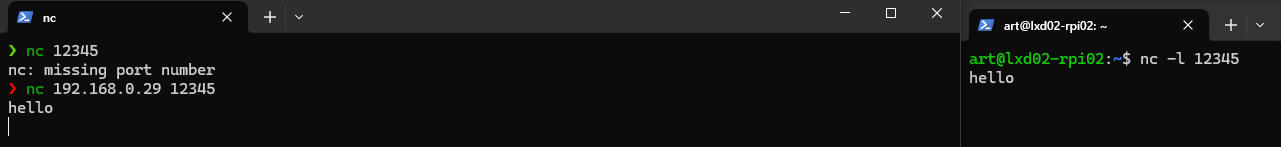 nc
❯ nc 12345
nc: missing port number
❯ nc 192.168.0.29 12345
hello
art@lxd02-rpi02: ~
art@lxd02-rpi02:~$ nc -l 12345
hello